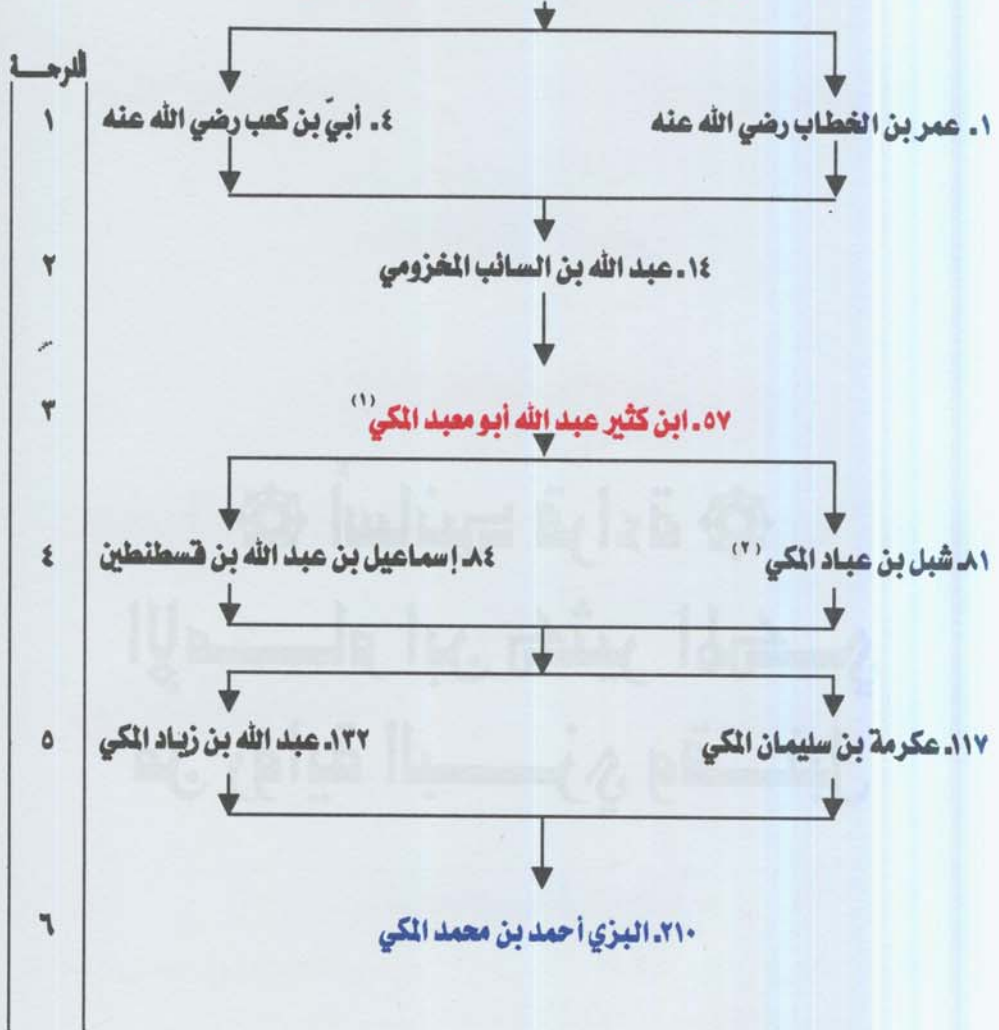 الدرجــة
١. عمر بن الخطاب رضي الله عنه ٤. أبيّ بن كعب رضي الله عنه ١
١٤. عبد الله بن السائب المخزومي ٢
٥٧. ابن كثير عبد الله أبو معبد المكي (١) ٣
٨١. شبل بن عباد المكي (٢) ٨٤. إسماعيل بن عبد الله بن قسطنطين ٤
١١٧. عكرمة بن سليمان المكي ١٣٢. عبد الله بن زياد المكي ٥
٢١٠. البزي أحمد بن محمد المكي ٦